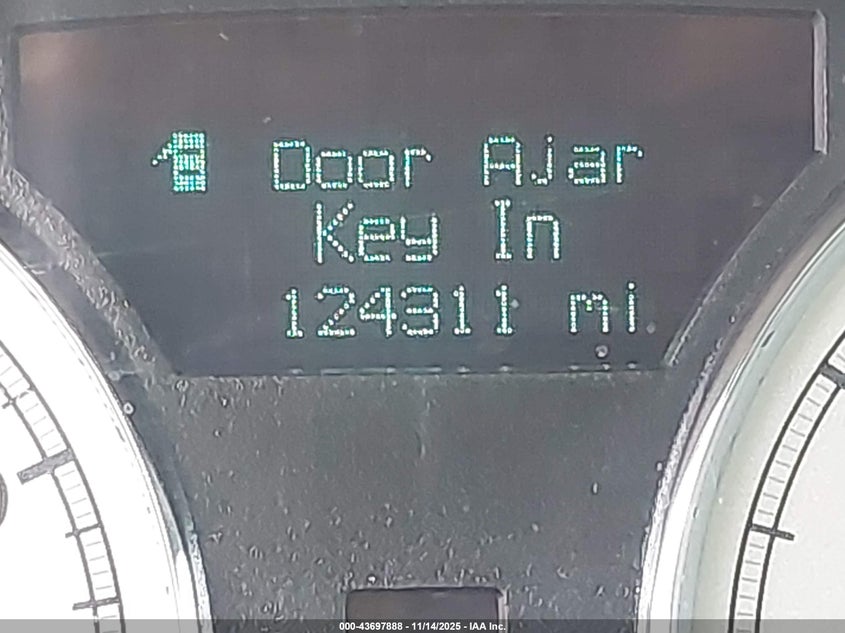 Door Ajar
Key In
124311 mi
000-43697888 - 11/14/2025 - IAA Inc.